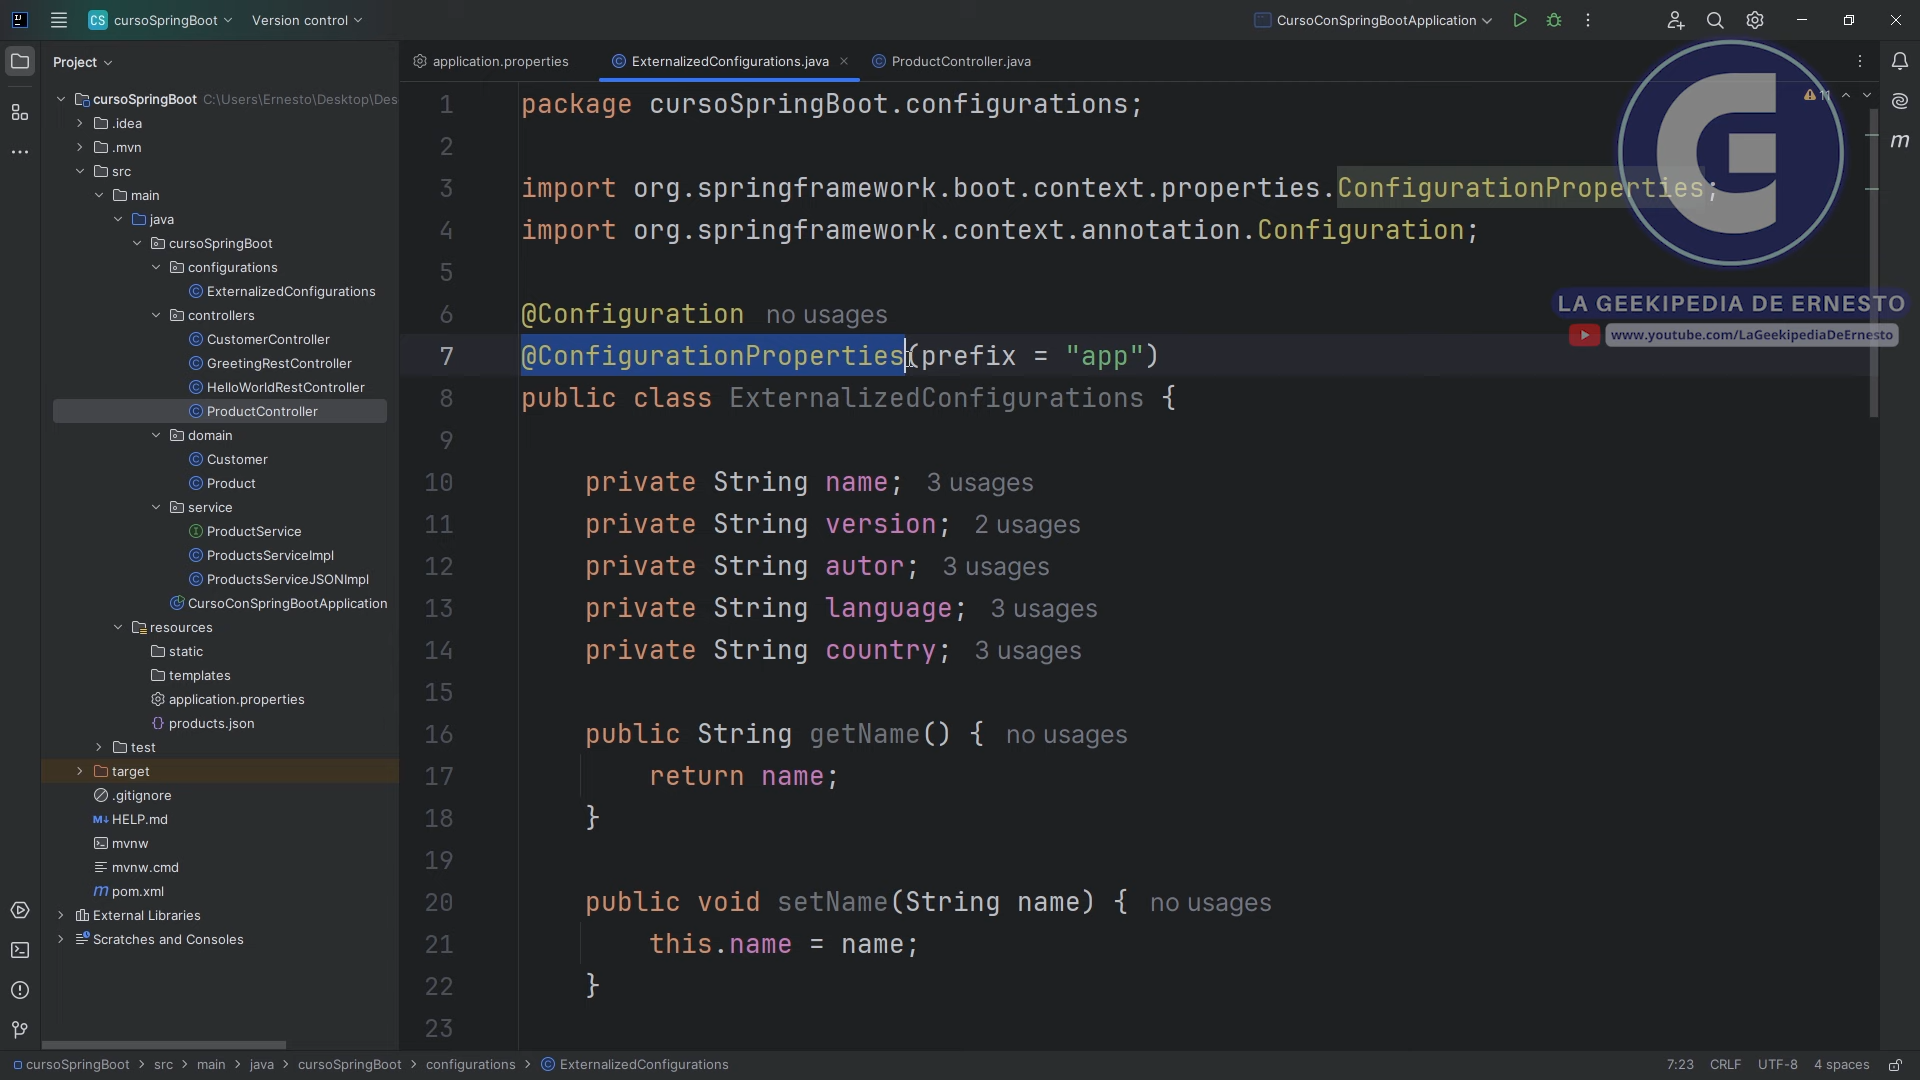 CS cursoSpringBoot Version control CursoConSpringBootApplication
Project
application.properties ExternalizedConfigurations.java ProductController.java
cursoSpringBoot C:\Users\Ernesto\Desktop\Des
.idea
.mvn
src
main
java
cursoSpringBoot
configurations
ExternalizedConfigurations
controllers
CustomerController
GreetingRestController
HelloWorldRestController
ProductController
domain
Customer
Product
service
ProductService
ProductsServiceImpl
ProductsServiceJSONImpl
CursoConSpringBootApplication
resources
static
templates
application.properties
products.json
test
target
.gitignore
HELP.md
mvnw
mvnw.cmd
pom.xml
External Libraries
Scratches and Consoles
1 package cursoSpringBoot.configurations;
2
3 import org.springframework.boot.context.properties.ConfigurationProperties;
4 import org.springframework.context.annotation.Configuration;
5
6 @Configuration no usages
7 @ConfigurationProperties(prefix = "app")
8 public class ExternalizedConfigurations {
9
10 private String name; 3 usages
11 private String version; 2 usages
12 private String autor; 3 usages
13 private String language; 3 usages
14 private String country; 3 usages
15
16 public String getName() { no usages
17 return name;
18 }
19
20 public void setName(String name) { no usages
21 this.name = name;
22 }
23
11
LA GEEKIPEDIA DE ERNESTO
www.youtube.com/LaGeekipediaDeErnesto
cursoSpringBoot > src > main > java > cursoSpringBoot > configurations > ExternalizedConfigurations 7:23 CRLF UTF-8 4 spaces